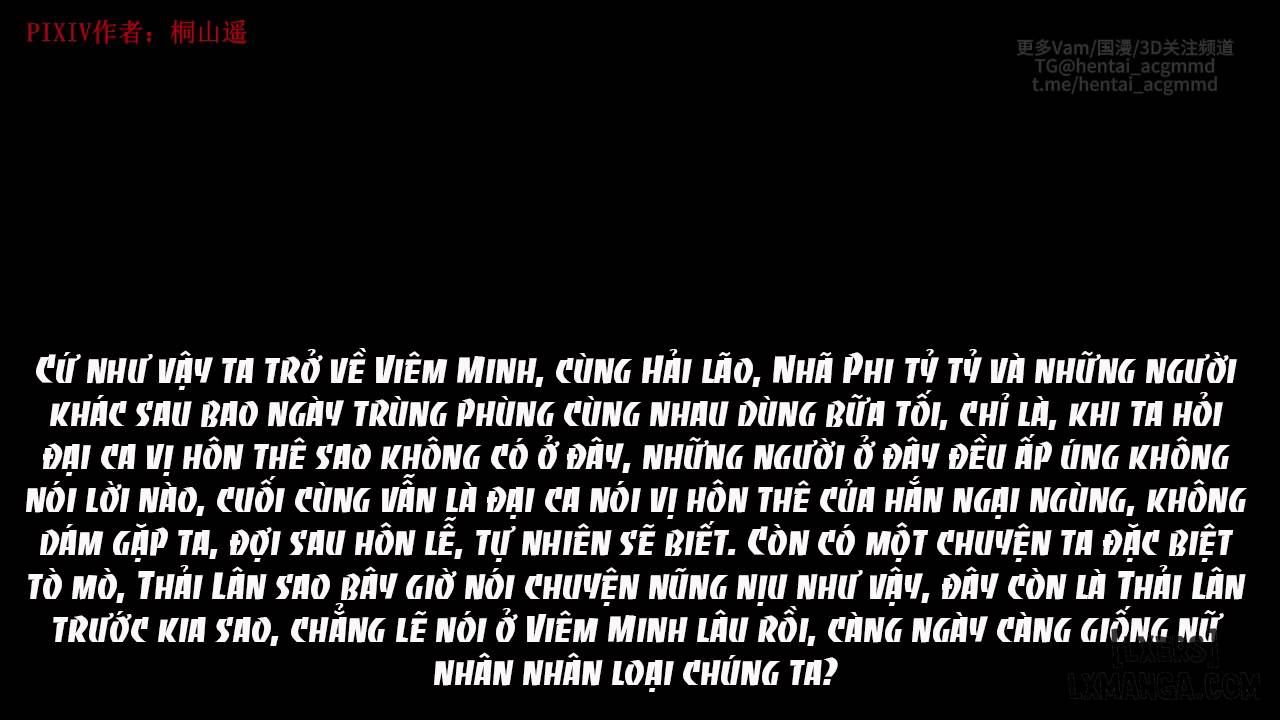 PIXIV作者：桐山遥
更多Vam/国漫/3D关注频道
TG@hentai_acgmmd
t.me/hentai_acgmmd
Cứ như vậy ta trở về Viêm Minh, cùng Hải lão, Nhã Phi tỷ tỷ và những người
khác sau bao ngày trùng phùng cùng nhau dùng bữa tối, chỉ là, khi ta hỏi
đại ca vị hôn thê sao không có ở đây, những người ở đây đều ấp úng không
nói lời nào, cuối cùng vẫn là đại ca nói vị hôn thê của hắn ngại ngùng, không
dám gặp ta, đợi sau hôn lễ, tự nhiên sẽ biết. Còn có một chuyện ta đặc biệt
tò mò, Thải Lân sao bây giờ nói chuyện nũng nịu như vậy, đây còn là Thải Lân
trước kia sao, chẳng lẽ nói ở Viêm Minh lâu rồi, càng ngày càng giống nữ
nhân nhân loại chúng ta?
[LXERS]
LXMANGA.COM